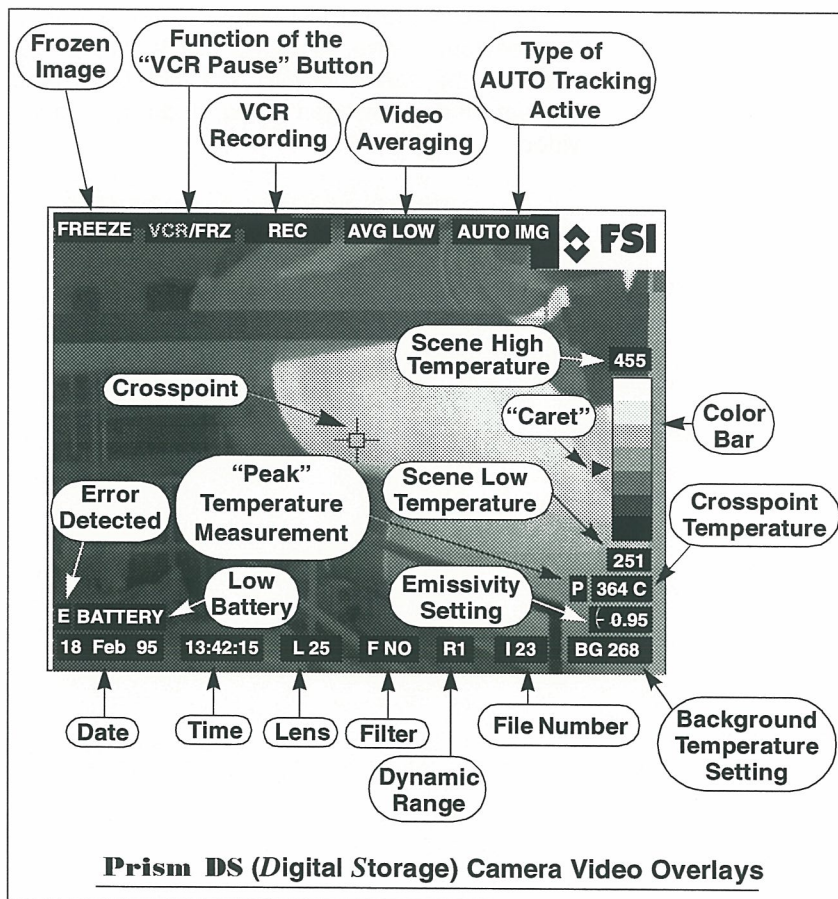 Frozen
Image
Function of the
“VCR Pause” Button
Type of
AUTO Tracking
Active
VCR
Recording
Video
Averaging
FREEZE VCR/FRZ REC AVG LOW AUTO IMG FSI
Scene High
Temperature
455
Crosspoint
“Caret”
Color
Bar
“Peak”
Temperature
Measurement
Scene Low
Temperature
Error
Detected
Crosspoint
Temperature
251
Low
Battery
Emissivity
Setting
P 364 C
E BATTERY
0.95
18 Feb 95 13:42:15 L 25 F NO R1 I 23 BG 268
Date
Time
Lens
Filter
File Number
Background
Temperature
Setting
Dynamic
Range
Prism DS (Digital Storage) Camera Video Overlays